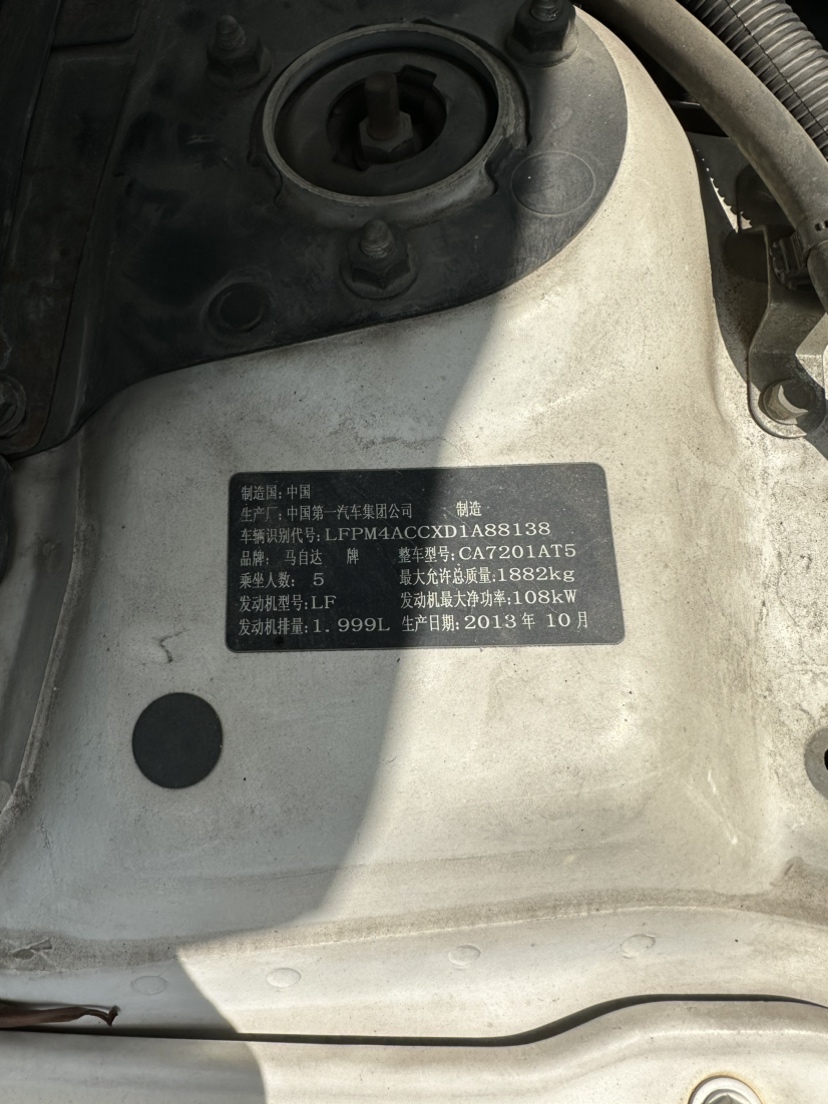 制造国:中国
生产厂:中国第一汽车集团公司 制造
车辆识别代号:LFPM4ACCXD1A88138
品牌: 马自达 牌 整车型号:CA7201AT5
乘坐人数: 5 最大允许总质量:1882kg
发动机型号:LF 发动机最大净功率:108kW
发动机排量:1.999L 生产日期:2013年10月